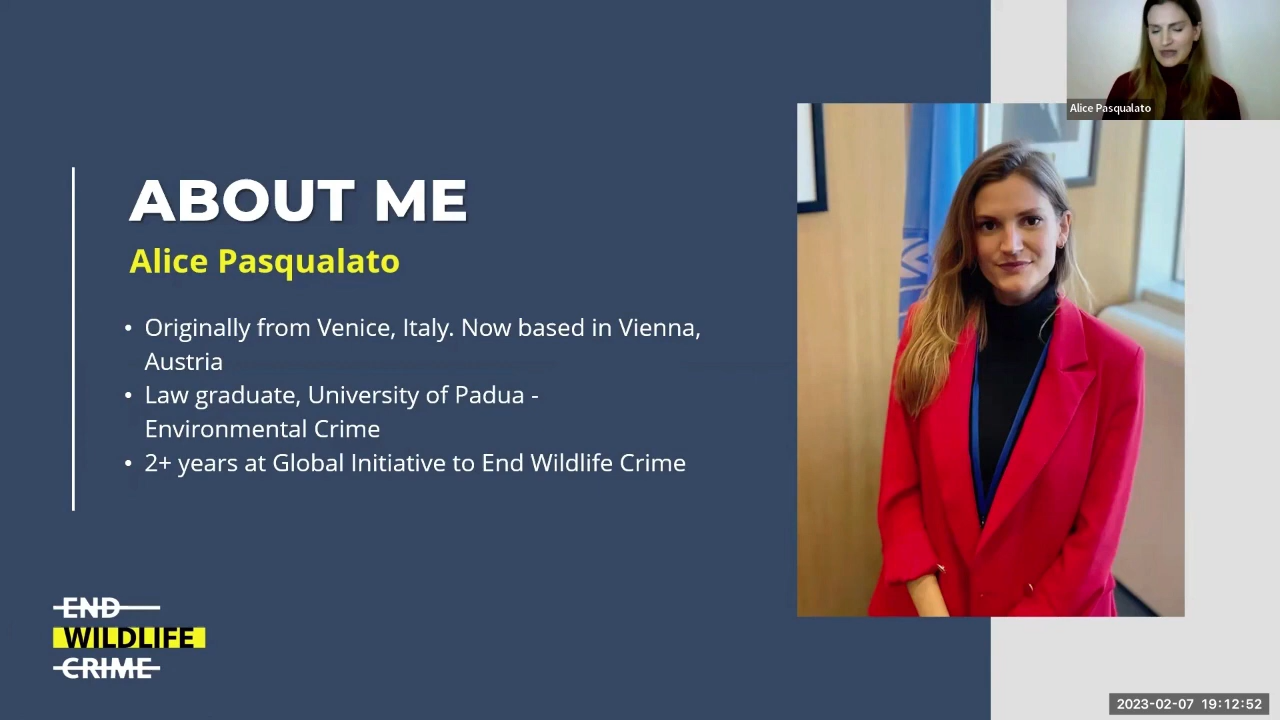 Alice Pasqualato
ABOUT ME
Alice Pasqualato
• Originally from Venice, Italy. Now based in Vienna,
Austria
• Law graduate, University of Padua -
Environmental Crime
• 2+ years at Global Initiative to End Wildlife Crime
END
WILDLIFE
CRIME
2023-02-07 19:12:52